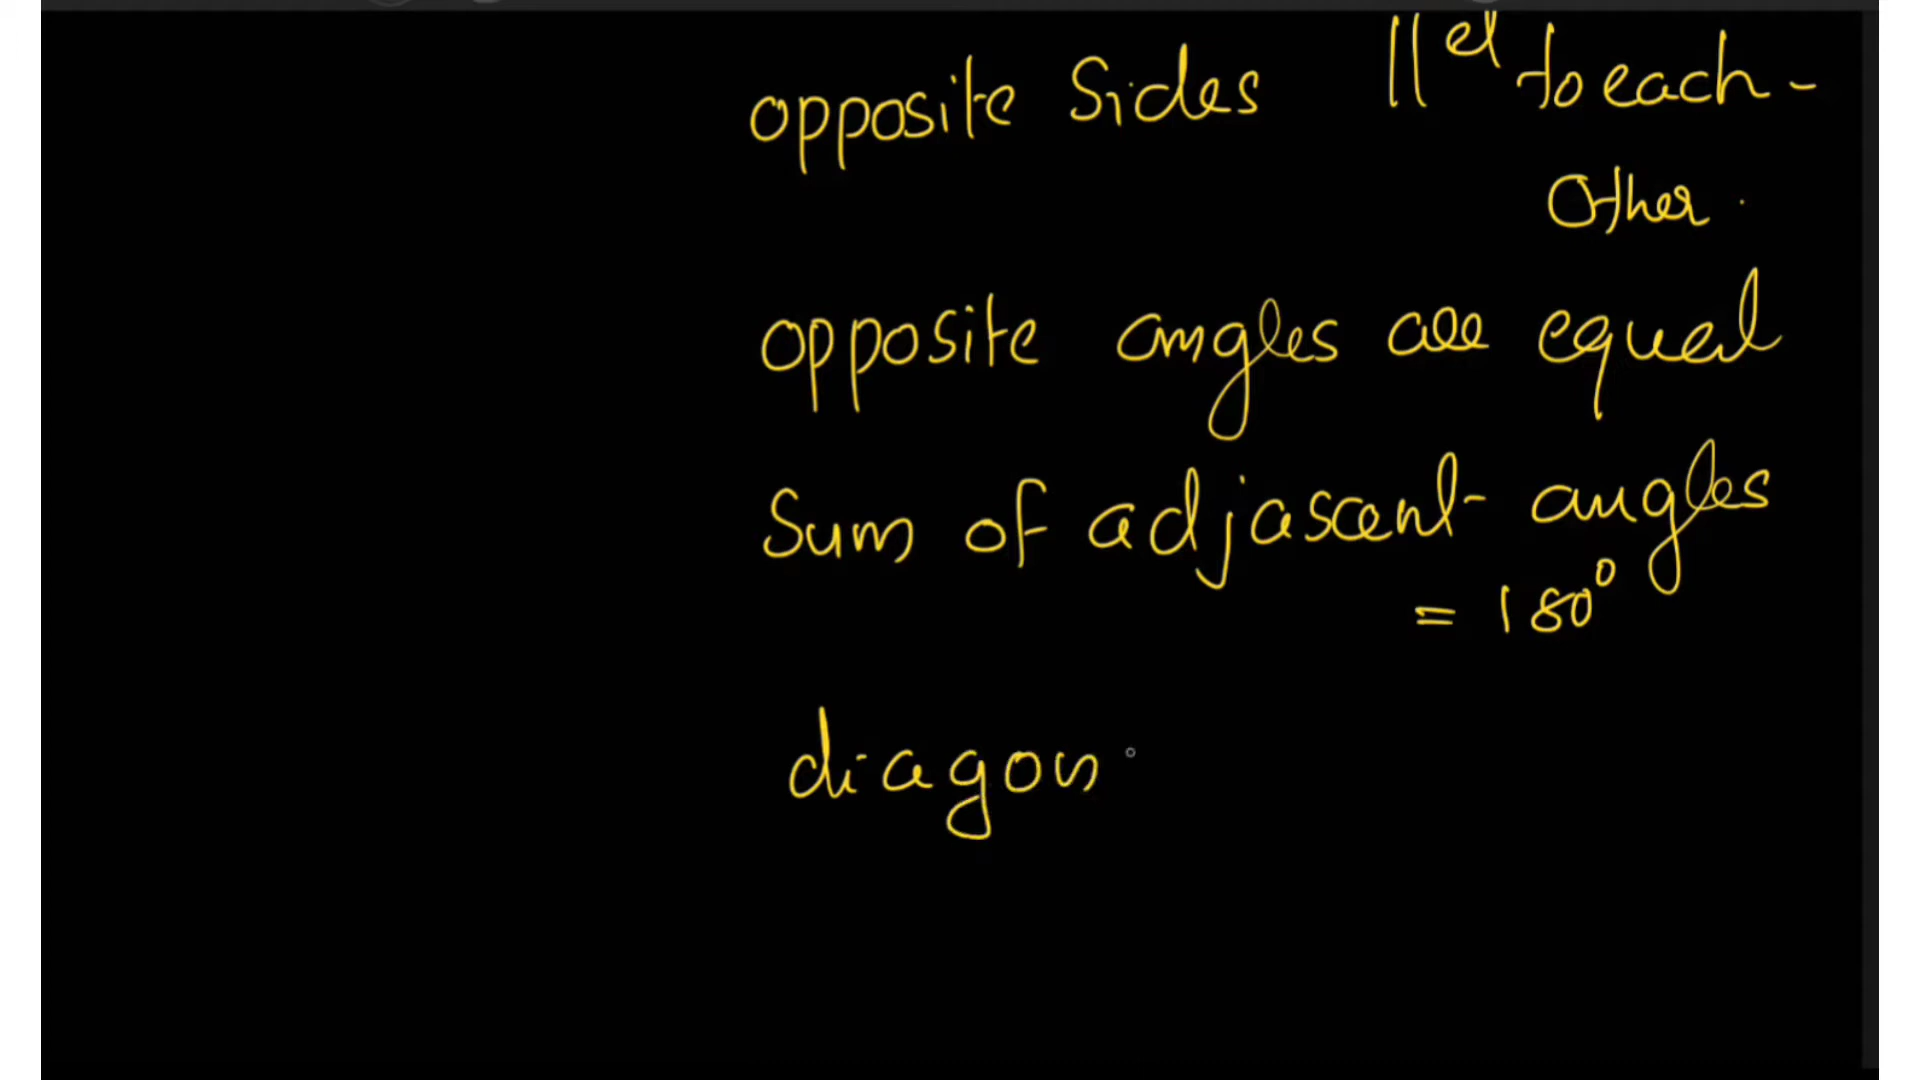 opposite sides ||el to each-
other.
opposite angles are equal
Sum of adjascent angles
= 180°
diagon